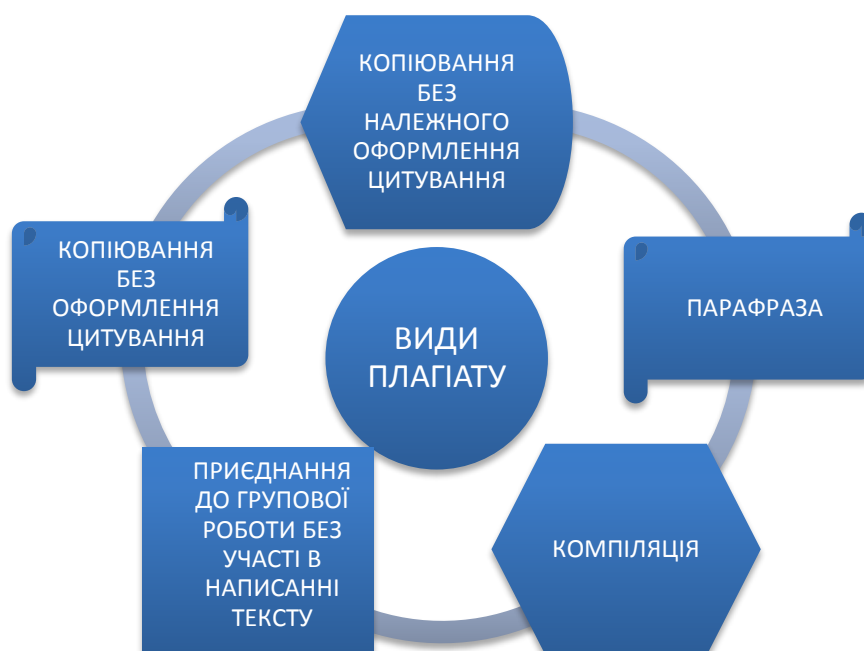 КОПІЮВАННЯ
БЕЗ
НАЛЕЖНОГО
ОФОРМЛЕННЯ
ЦИТУВАННЯ
КОПІЮВАННЯ
БЕЗ
ОФОРМЛЕННЯ
ЦИТУВАННЯ
ВИДИ
ПЛАГІАТУ
ПАРАФРАЗА
ПРИЄДНАННЯ
ДО ГРУПОВОЇ
РОБОТИ БЕЗ
УЧАСТІ В
НАПИСАННІ
ТЕКСТУ
КОМПІЛЯЦІЯ